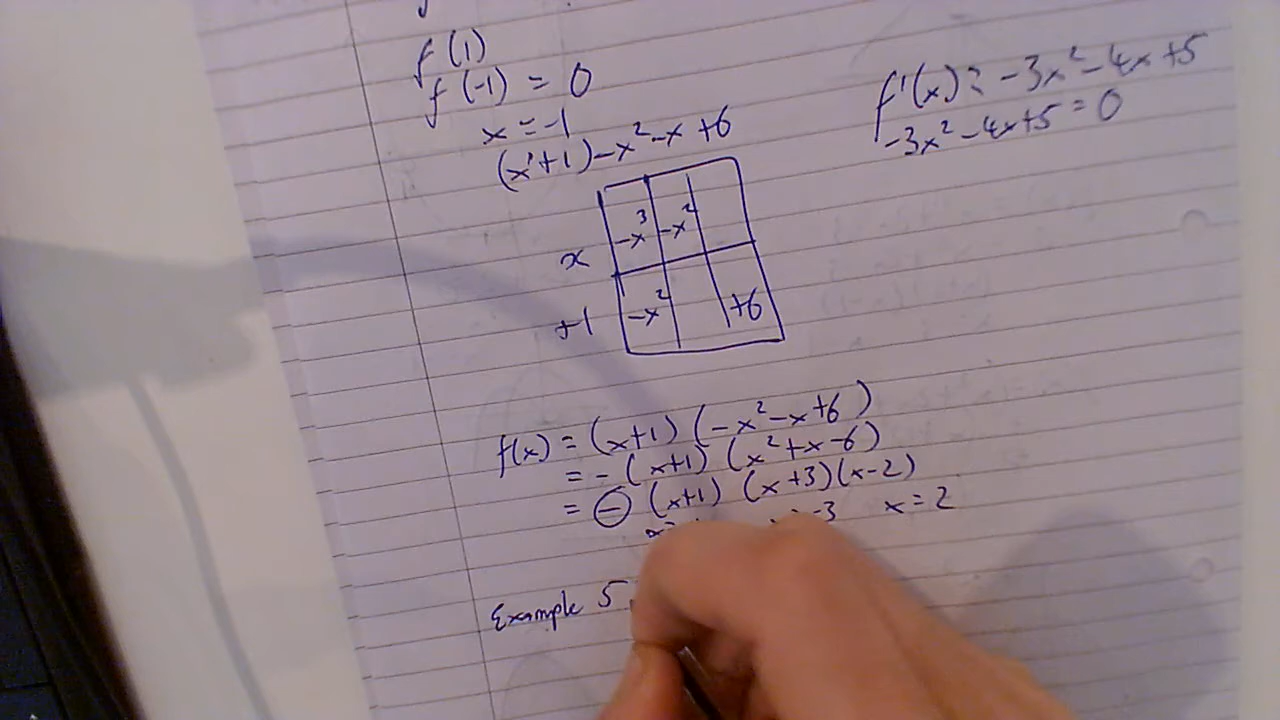 f(1)
f(-1) = 0
x = -1
(x+1) -x² -x +6
f'(x) = -3x² -4x +5
-3x² -4x +5 = 0
-x³ -x²
x
-x² +6
+1
f(x) = (x+1) (-x² -x +6)
= - (x+1) (x² +x -6)
= - (x+1) (x+3)(x-2)
-3 x = 2
Example 5